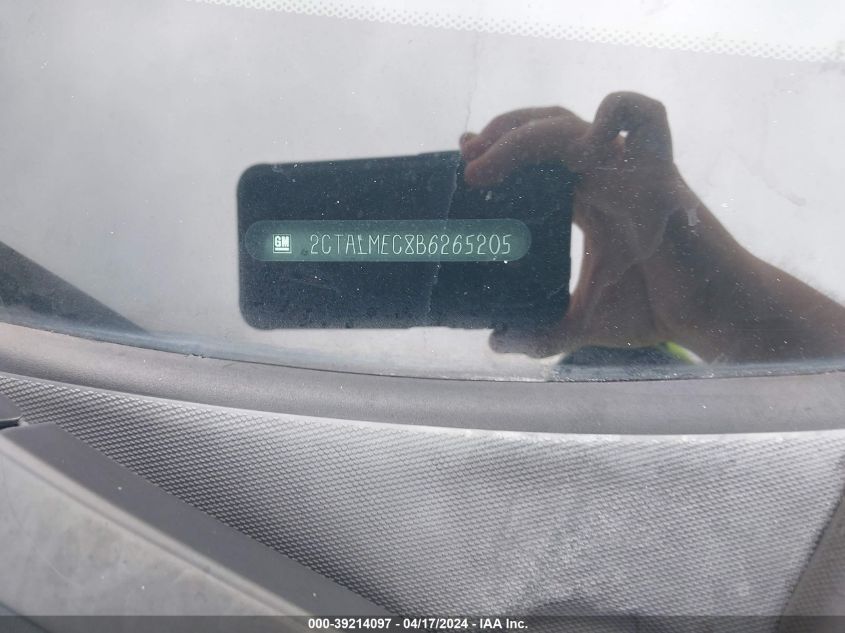 GM 2CTALMEC8B6265205
000-39214097 - 04/17/2024 - IAA Inc.